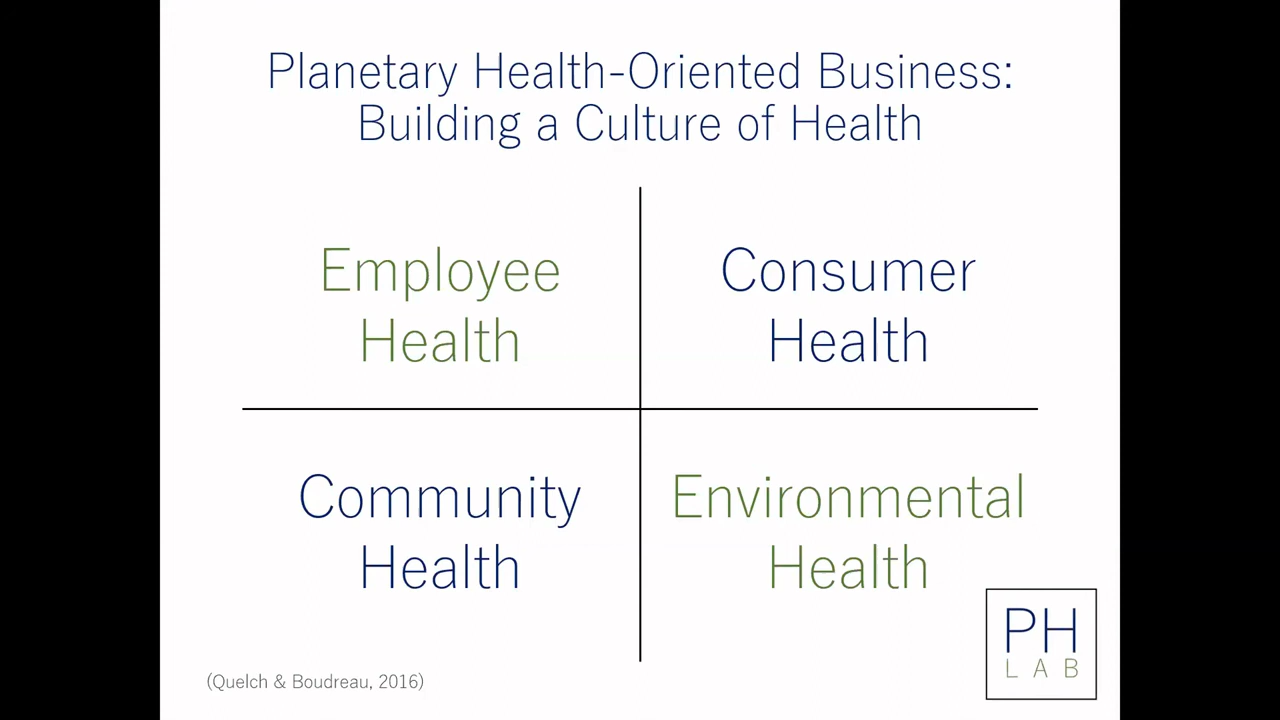 Planetary Health-Oriented Business:
Building a Culture of Health
Employee
Health
Consumer
Health
Community
Health
Environmental
Health
(Quelch & Boudreau, 2016)
PH
LAB